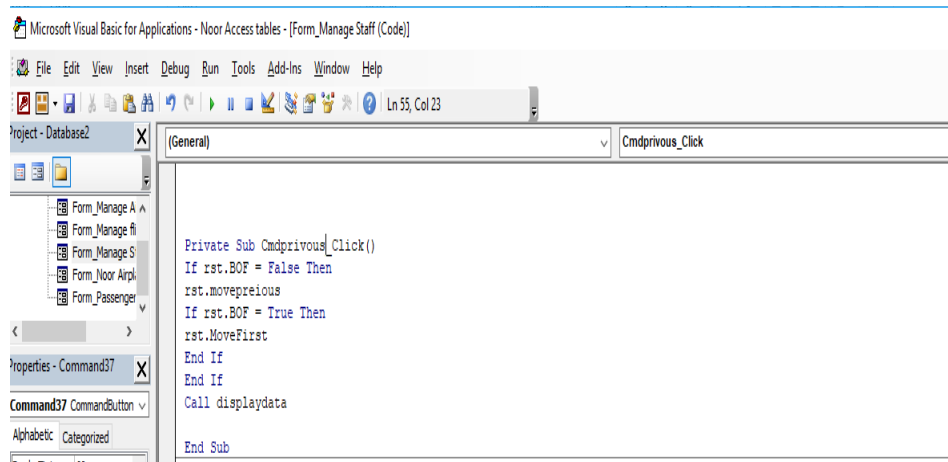 Microsoft Visual Basic for Applications - Noor Access tables - [Form_Manage Staff (Code)]
File Edit View Insert Debug Run Tools Add-Ins Window Help
Ln 55, Col 23
Project - Database2
(General)
Cmdprivous_Click
Form_Manage A
Form_Manage fli
Form_Manage S
Form_Noor Airpl
Form_Passenger
Properties - Command37
Command37 CommandButton
Alphabetic Categorized
Private Sub Cmdprivous_Click()
If rst.BOF = False Then
rst.movepreious
If rst.BOF = True Then
rst.MoveFirst
End If
End If
Call displaydata
End Sub